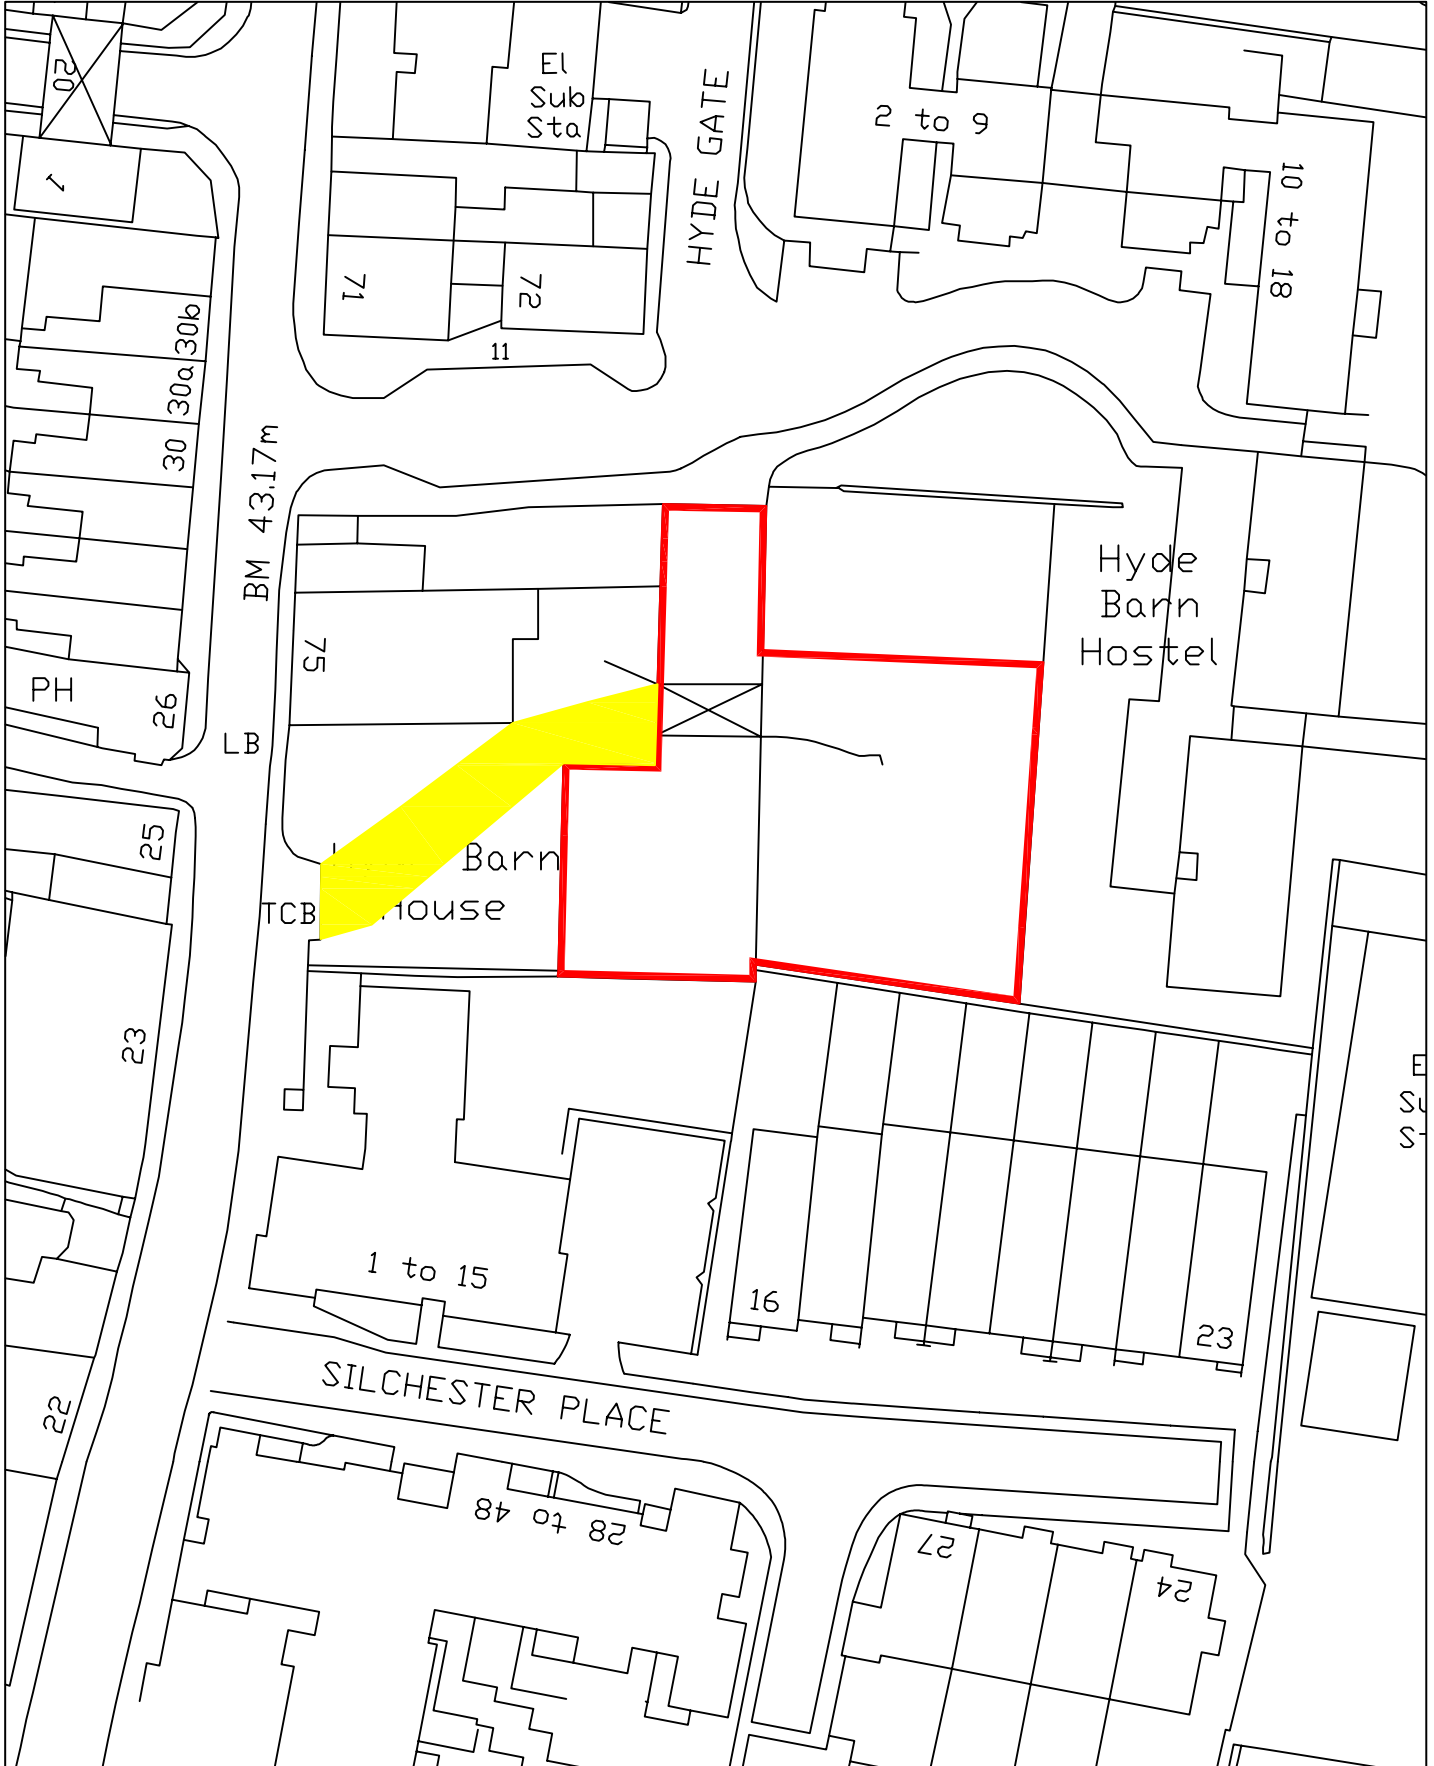 20
El
Sub
Sta
HYDE GATE
2 to 9
1
10 to 18
71
72
11
30b
30a
30
BM 43.17m
Hyde
Barn
Hostel
75
PH
26
LB
25
Barn
TCB
House
23
1 to 15
16
23
SILCHESTER PLACE
22
28 to 48
27
24